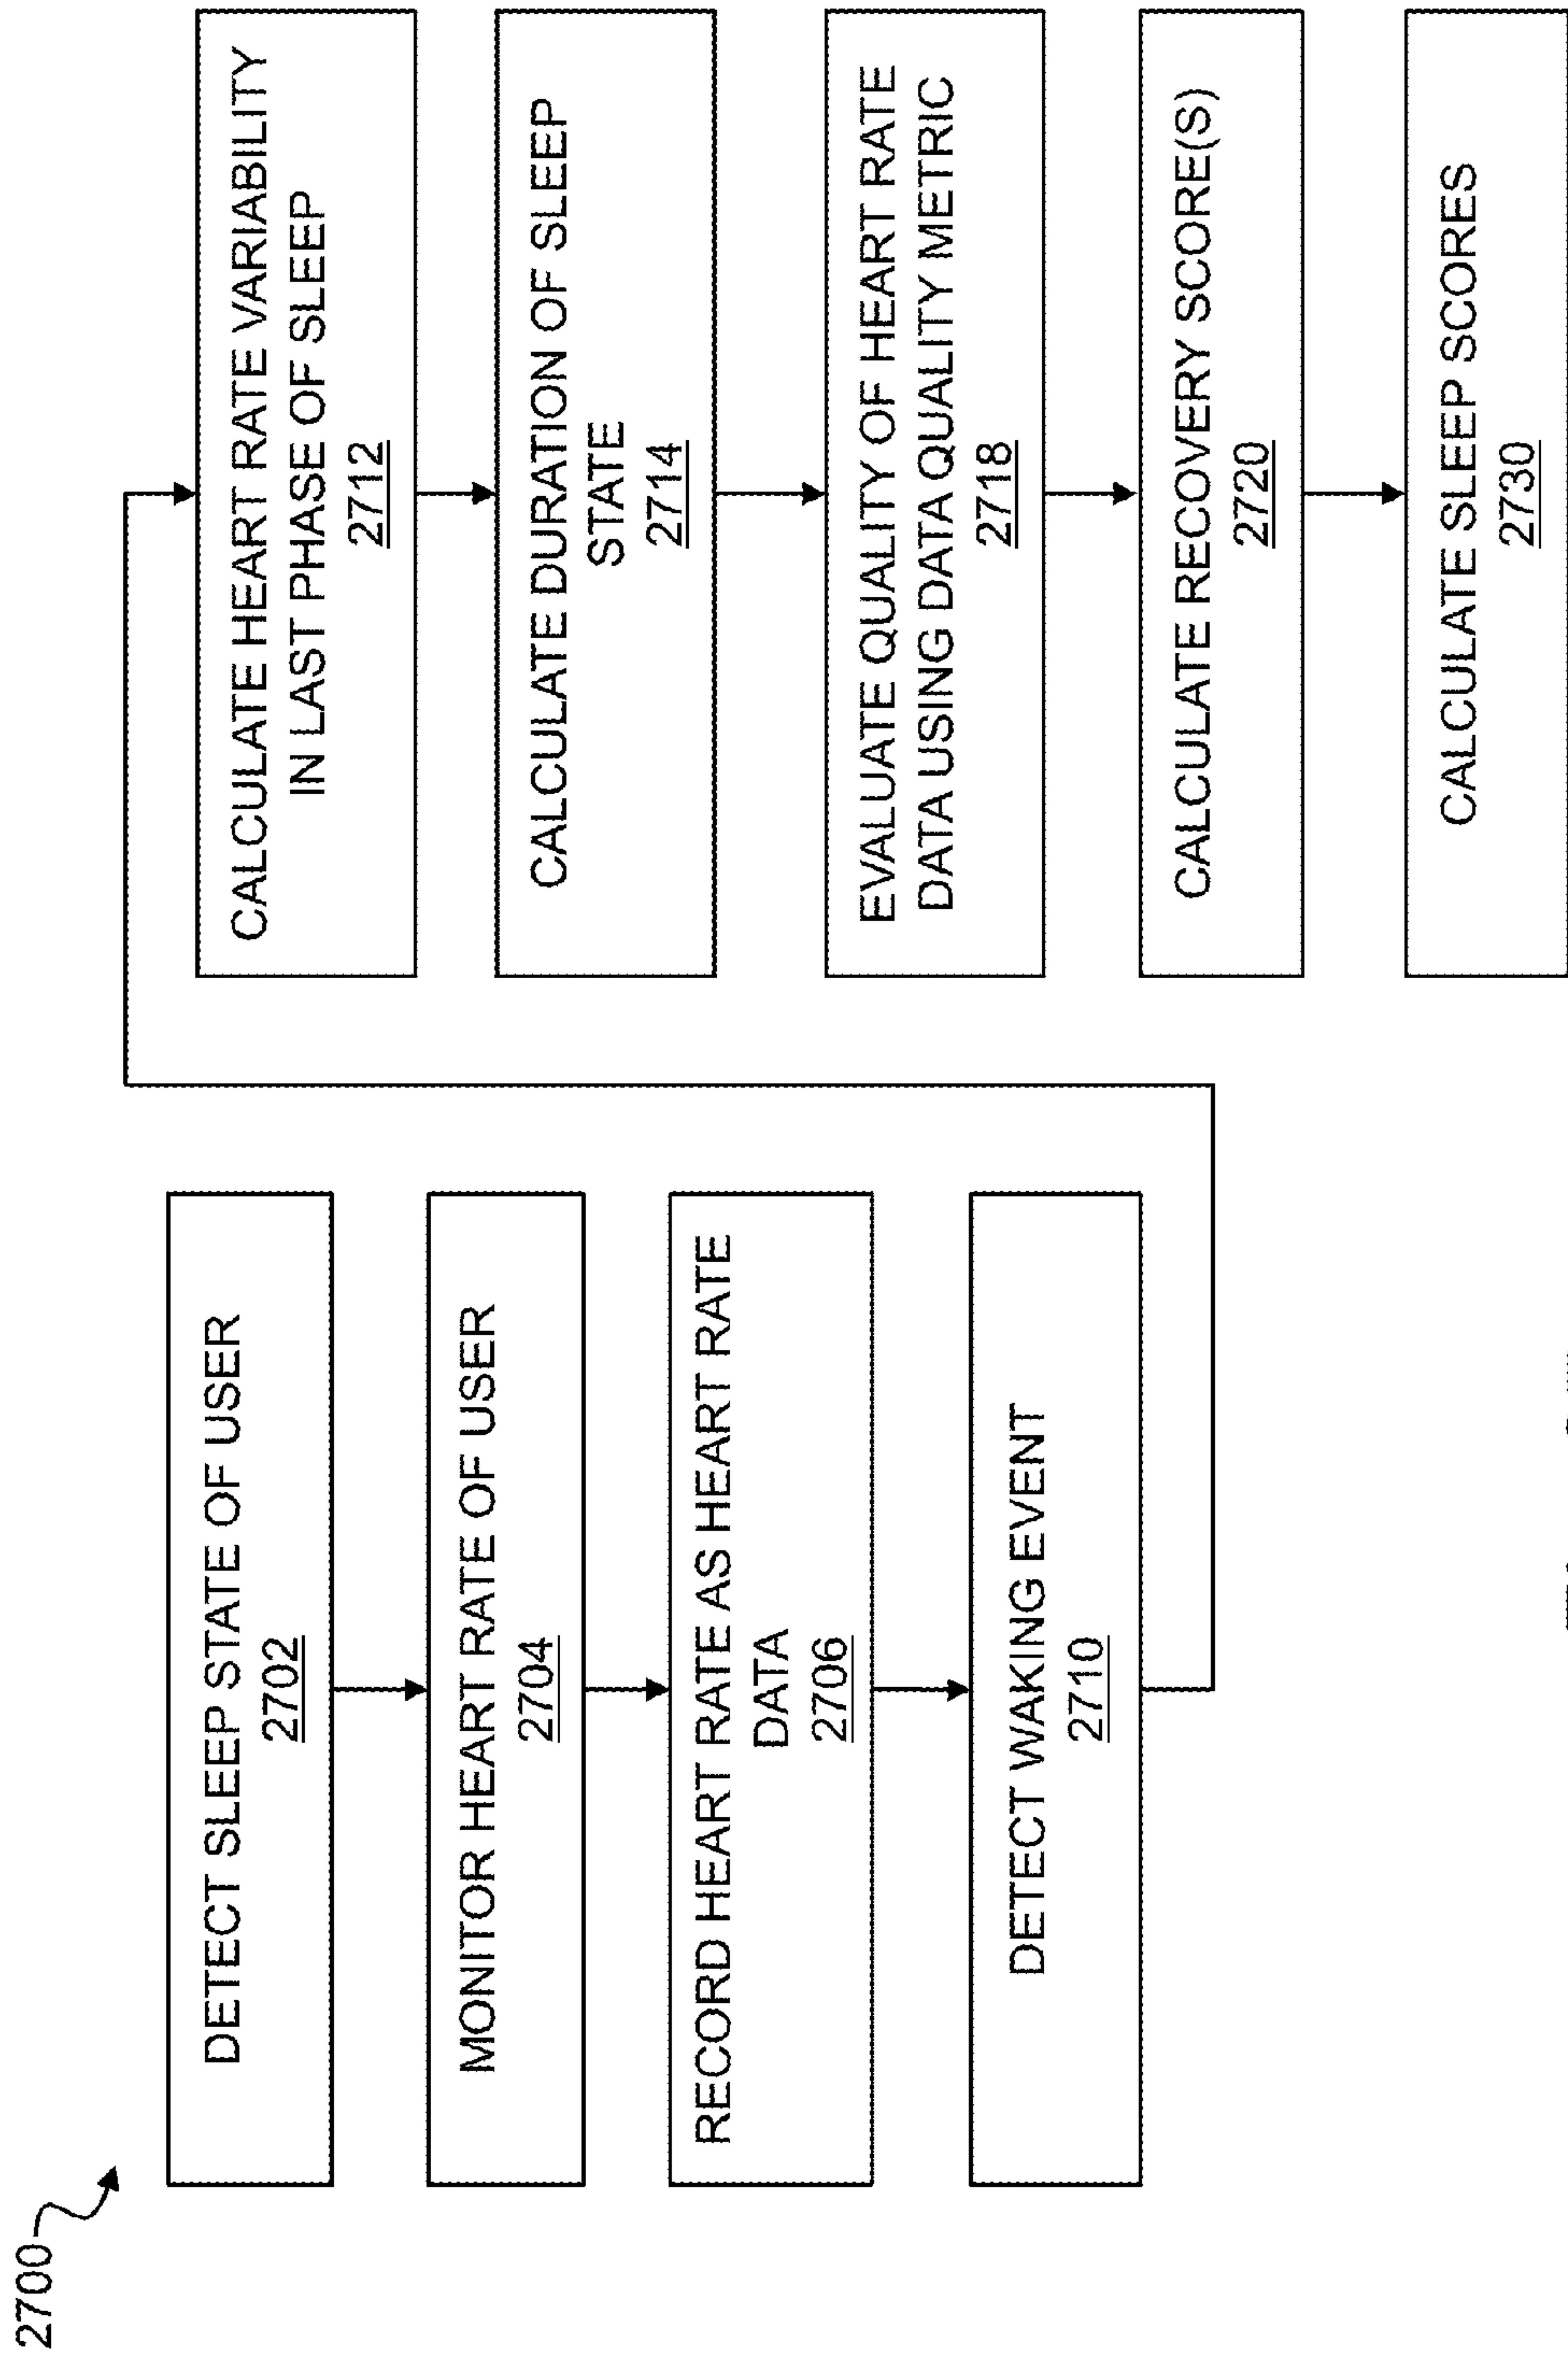 2700
DETECT SLEEP STATE OF USER
2702
MONITOR HEART RATE OF USER
2704
RECORD HEART RATE AS HEART RATE
DATA
2706
DETECT WAKING EVENT
2710
CALCULATE HEART RATE VARIABILITY
IN LAST PHASE OF SLEEP
2712
CALCULATE DURATION OF SLEEP
STATE
2714
EVALUATE QUALITY OF HEART RATE
DATA USING DATA QUALITY METRIC
2718
CALCULATE RECOVERY SCORE(S)
2720
CALCULATE SLEEP SCORES
2730